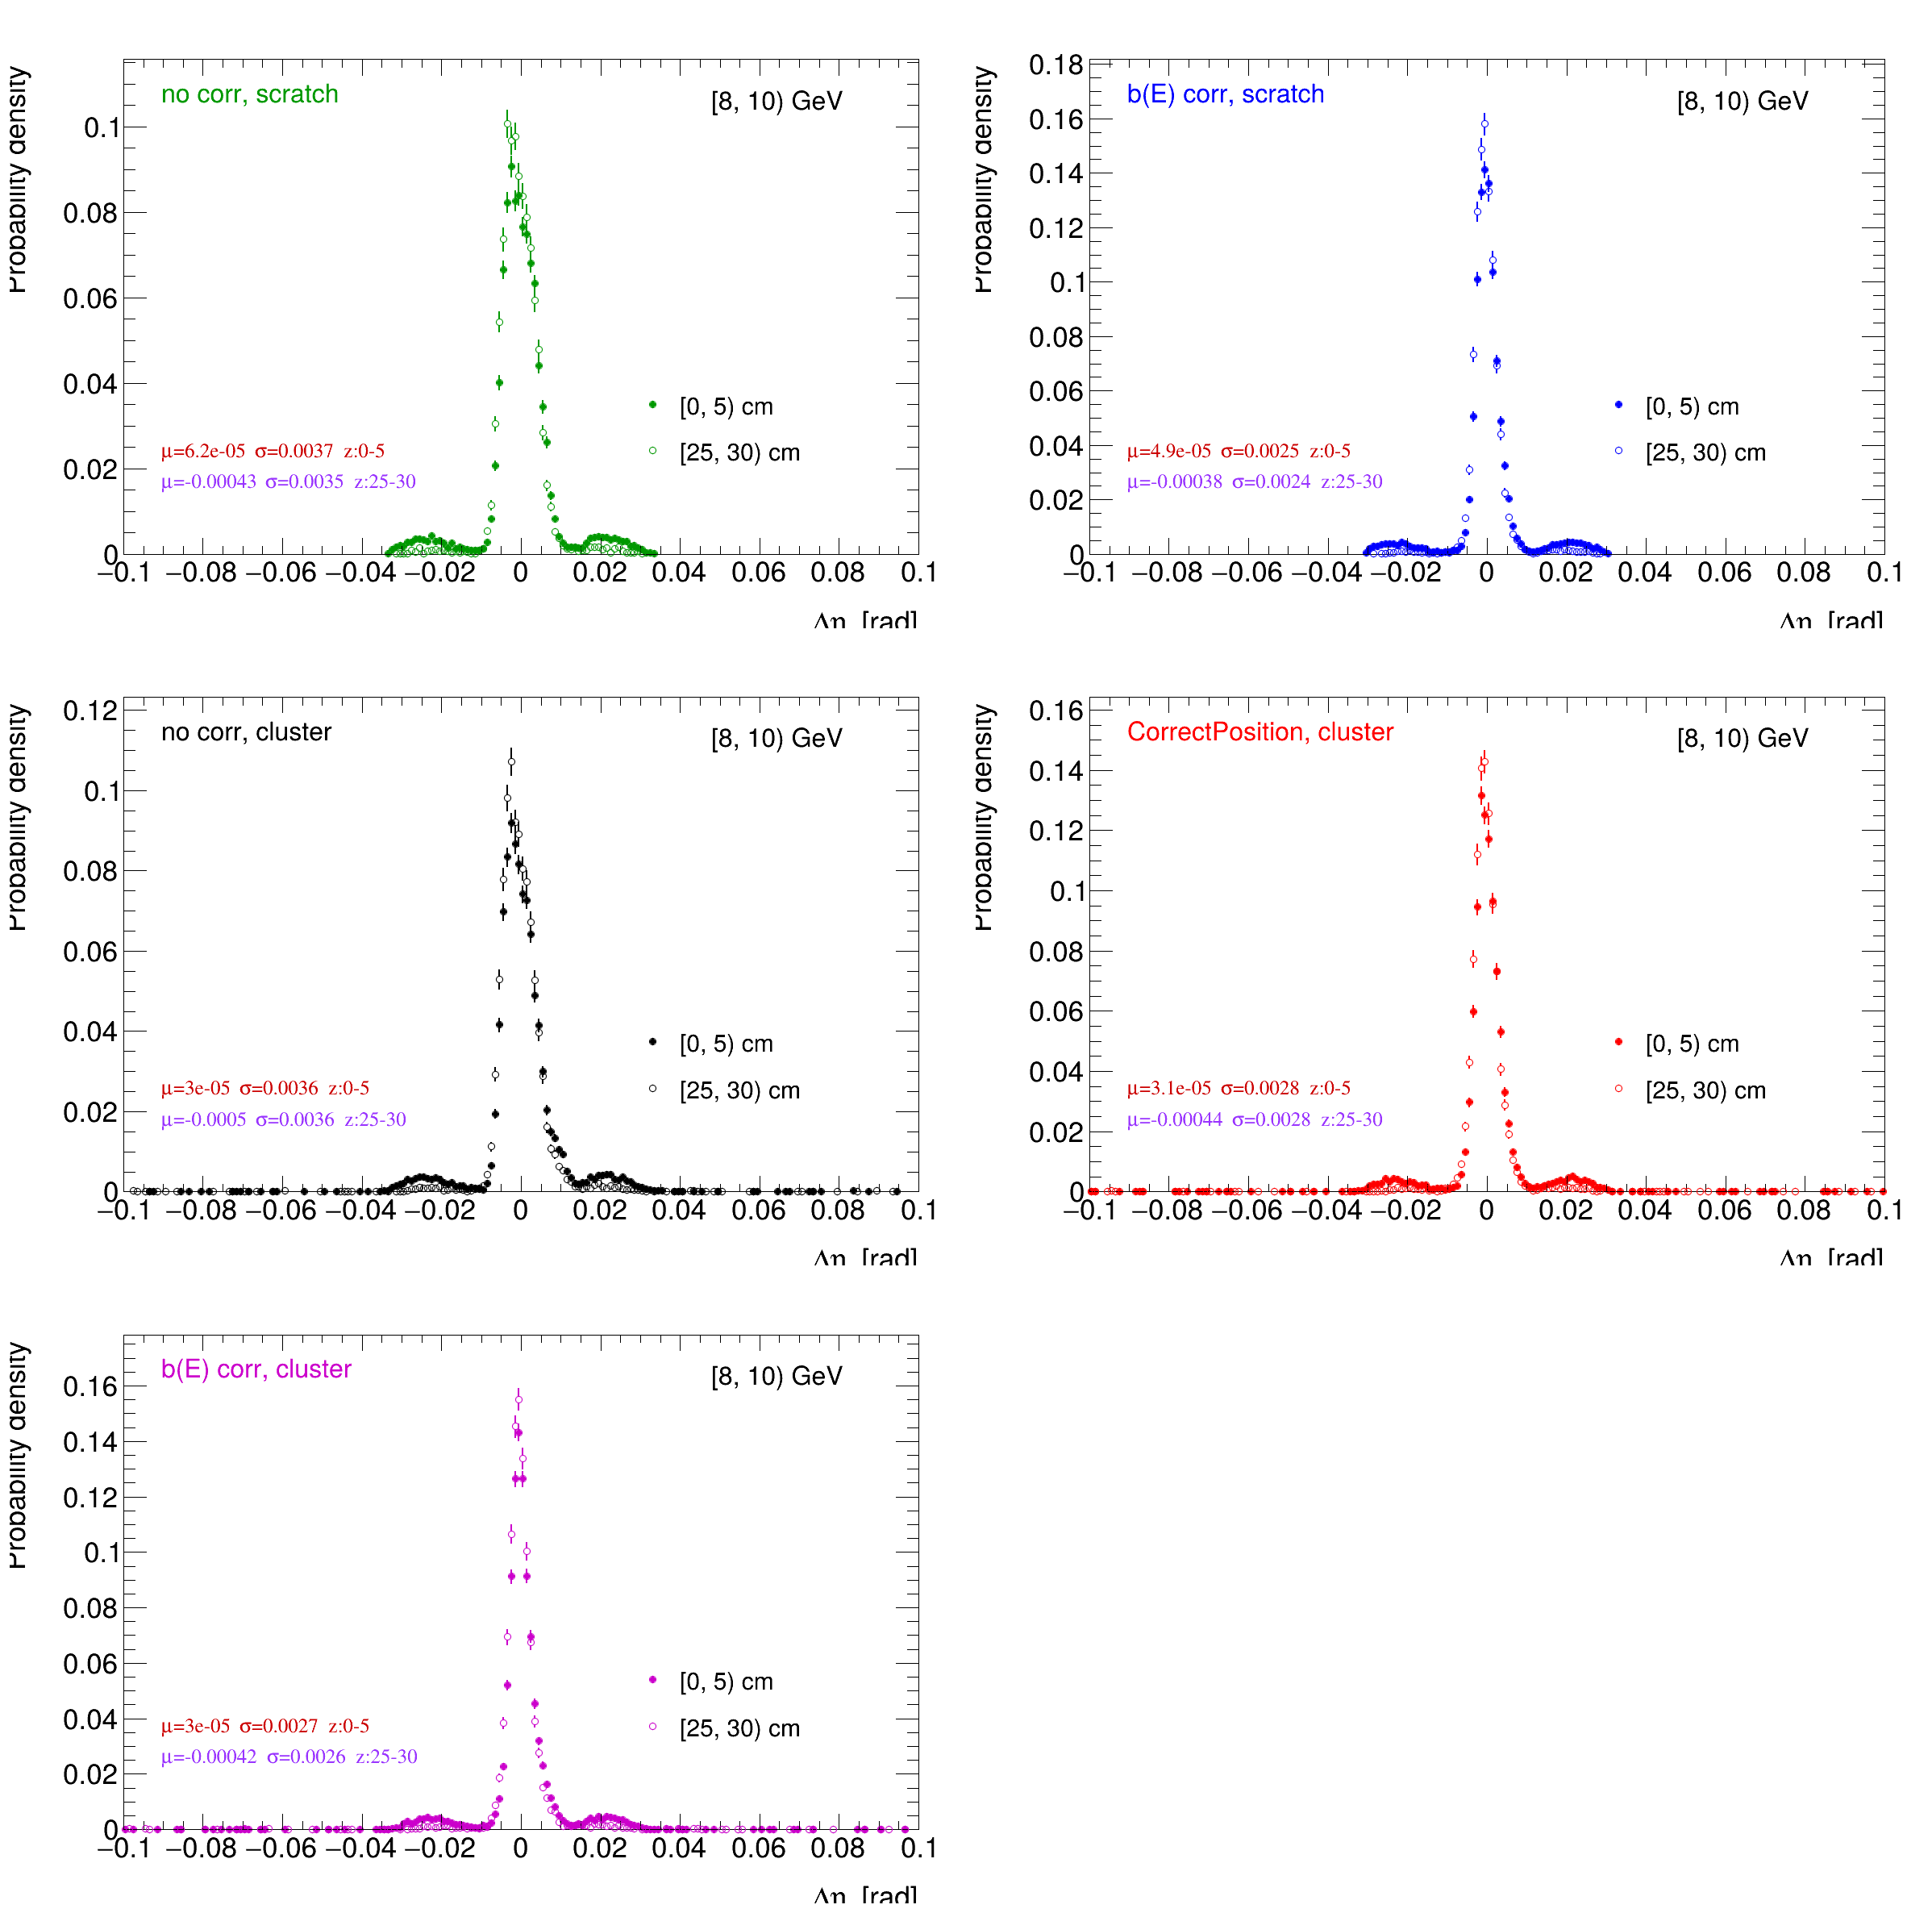 no corr, scratch
[8, 10) GeV
Probability density
0.1
0.08
0.06
0.04
0.02
0
[0, 5) cm
[25, 30) cm
μ=6.2e-05 σ=0.0037 z:0-5
μ=-0.00043 σ=0.0035 z:25-30
−0.1 −0.08 −0.06 −0.04 −0.02 0 0.02 0.04 0.06 0.08 0.1
Δη [rad]
b(E) corr, scratch
[8, 10) GeV
Probability density
0.18
0.16
0.14
0.12
0.1
0.08
0.06
0.04
0.02
0
[0, 5) cm
[25, 30) cm
μ=4.9e-05 σ=0.0025 z:0-5
μ=-0.00038 σ=0.0024 z:25-30
−0.1 −0.08 −0.06 −0.04 −0.02 0 0.02 0.04 0.06 0.08 0.1
Δη [rad]
no corr, cluster
[8, 10) GeV
Probability density
0.12
0.1
0.08
0.06
0.04
0.02
0
[0, 5) cm
[25, 30) cm
μ=3e-05 σ=0.0036 z:0-5
μ=-0.0005 σ=0.0036 z:25-30
−0.1 −0.08 −0.06 −0.04 −0.02 0 0.02 0.04 0.06 0.08 0.1
Δη [rad]
CorrectPosition, cluster
[8, 10) GeV
Probability density
0.16
0.14
0.12
0.1
0.08
0.06
0.04
0.02
0
[0, 5) cm
[25, 30) cm
μ=3.1e-05 σ=0.0028 z:0-5
μ=-0.00044 σ=0.0028 z:25-30
−0.1 −0.08 −0.06 −0.04 −0.02 0 0.02 0.04 0.06 0.08 0.1
Δη [rad]
b(E) corr, cluster
[8, 10) GeV
Probability density
0.16
0.14
0.12
0.1
0.08
0.06
0.04
0.02
0
[0, 5) cm
[25, 30) cm
μ=3e-05 σ=0.0027 z:0-5
μ=-0.00042 σ=0.0026 z:25-30
−0.1 −0.08 −0.06 −0.04 −0.02 0 0.02 0.04 0.06 0.08 0.1
Δη [rad]